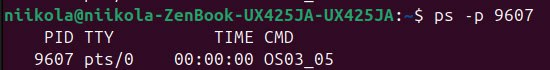 niikola@niikola-ZenBook-UX425JA-UX425JA:~$ ps -p 9607
PID TTY TIME CMD
9607 pts/0 00:00:00 OS03_05